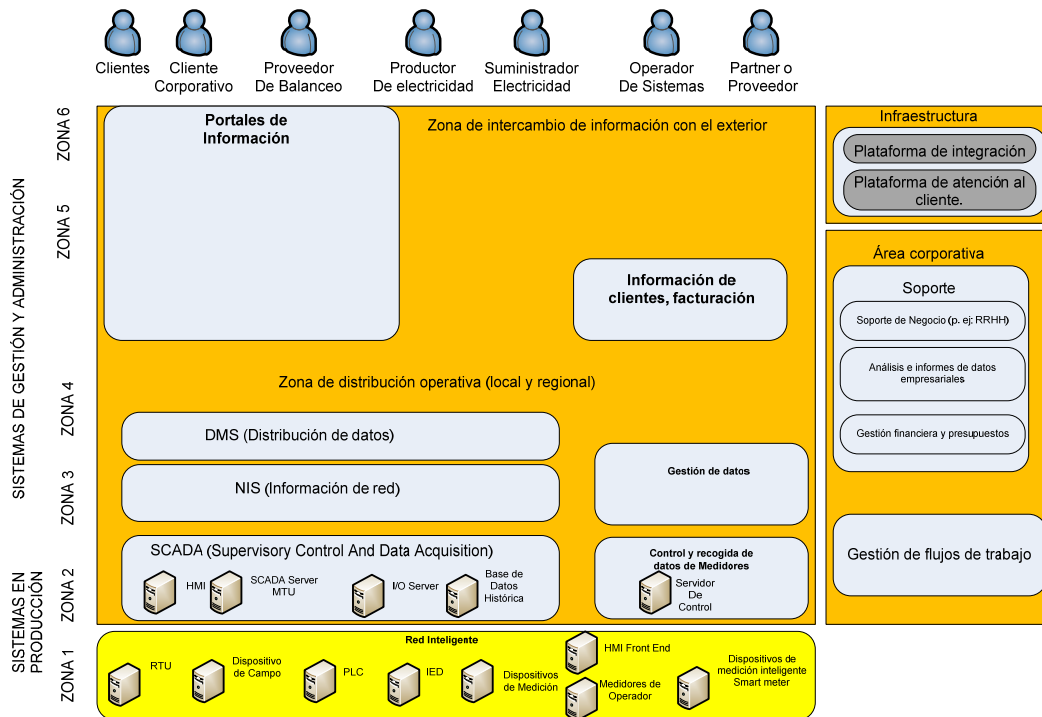 Clientes
Cliente
Corporativo
Proveedor
De Balanceo
Productor
De electricidad
Suministrador
Electricidad
Operador
De Sistemas
Partner o
Proveedor
SISTEMAS DE GESTIÓN Y ADMINISTRACIÓN
SISTEMAS EN
PRODUCCIÓN
ZONA 6
ZONA 5
ZONA 4
ZONA 3
ZONA 2
ZONA 1
Portales de
Información
Zona de intercambio de información con el exterior
Información de
clientes, facturación
Zona de distribución operativa (local y regional)
DMS (Distribución de datos)
NIS (Información de red)
Gestión de datos
SCADA (Supervisory Control And Data Acquisition)
HMI
SCADA Server
MTU
I/O Server
Base de
Datos
Histórica
Control y recogida de
datos de Medidores
Servidor
De
Control
Red Inteligente
RTU
Dispositivo
de Campo
PLC
IED
Dispositivos
de Medición
HMI Front End
Medidores de
Operador
Dispositivos de
medición inteligente
Smart meter
Infraestructura
Plataforma de integración
Plataforma de atención al
cliente.
Área corporativa
Soporte
Soporte de Negocio (p. ej: RRHH)
Análisis e informes de datos
empresariales
Gestión financiera y presupuestos
Gestión de flujos de trabajo